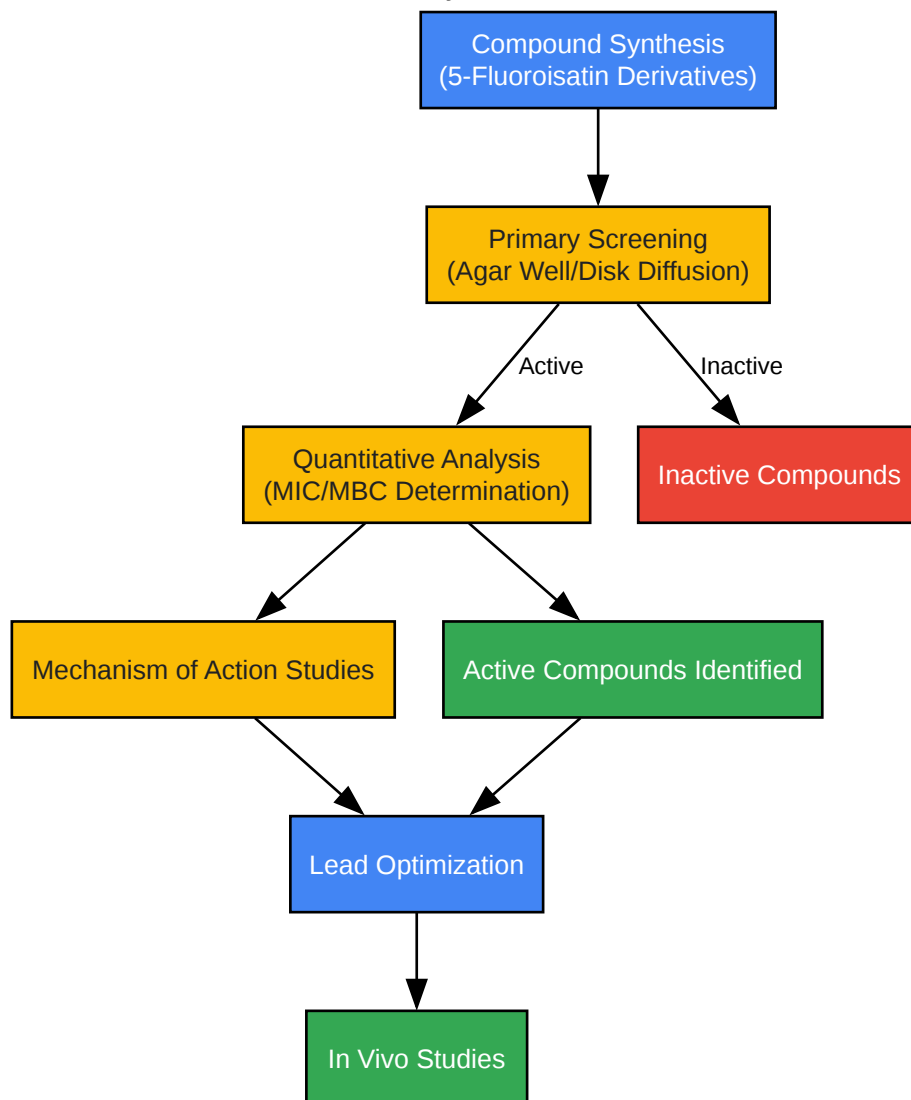 Compound Synthesis
(5-Fluoroisatin Derivatives)
Primary Screening
(Agar Well/Disk Diffusion)
Active
Inactive
Quantitative Analysis
(MIC/MBC Determination)
Inactive Compounds
Mechanism of Action Studies
Active Compounds Identified
Lead Optimization
In Vivo Studies